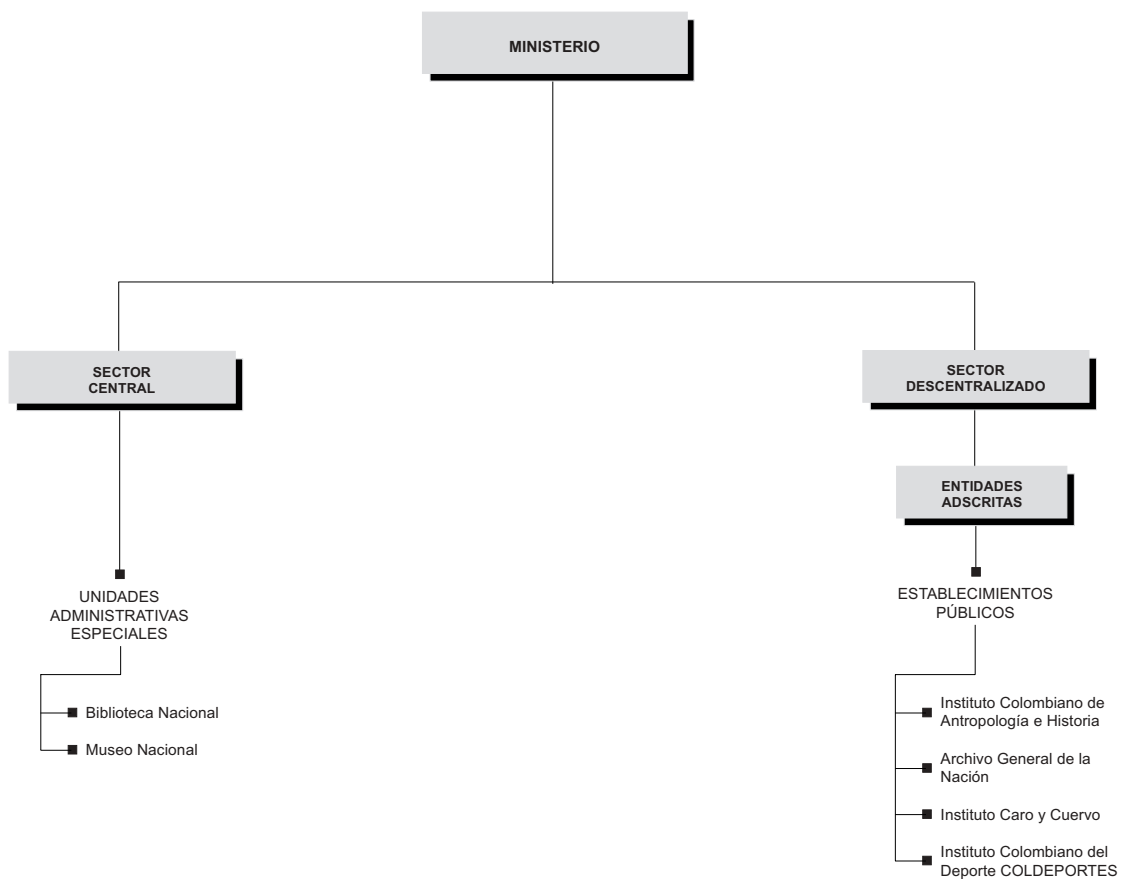 MINISTERIO
SECTOR
CENTRAL
UNIDADES
ADMINISTRATIVAS
ESPECIALES
Biblioteca Nacional
Museo Nacional
SECTOR
DESCENTRALIZADO
ENTIDADES
ADSCRITAS
ESTABLECIMIENTOS
PÚBLICOS
Instituto Colombiano de
Antropología e Historia
Archivo General de la
Nación
Instituto Caro y Cuervo
Instituto Colombiano del
Deporte COLDEPORTES